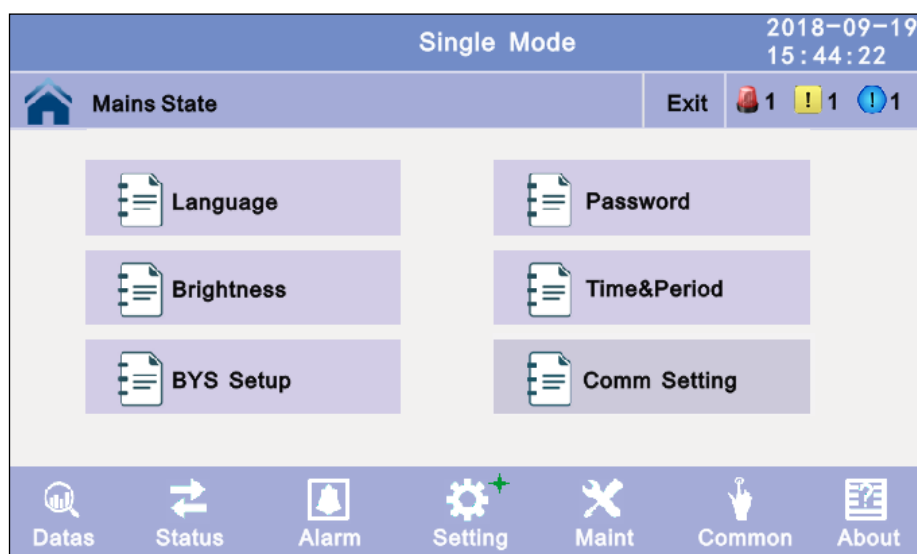 Single Mode
2018-09-19
15:44:22
Mains State
Exit
1
! 1
! 1
Language
Password
Brightness
Time&Period
BYS Setup
Comm Setting
Datas
Status
Alarm
Setting
Maint
Common
About